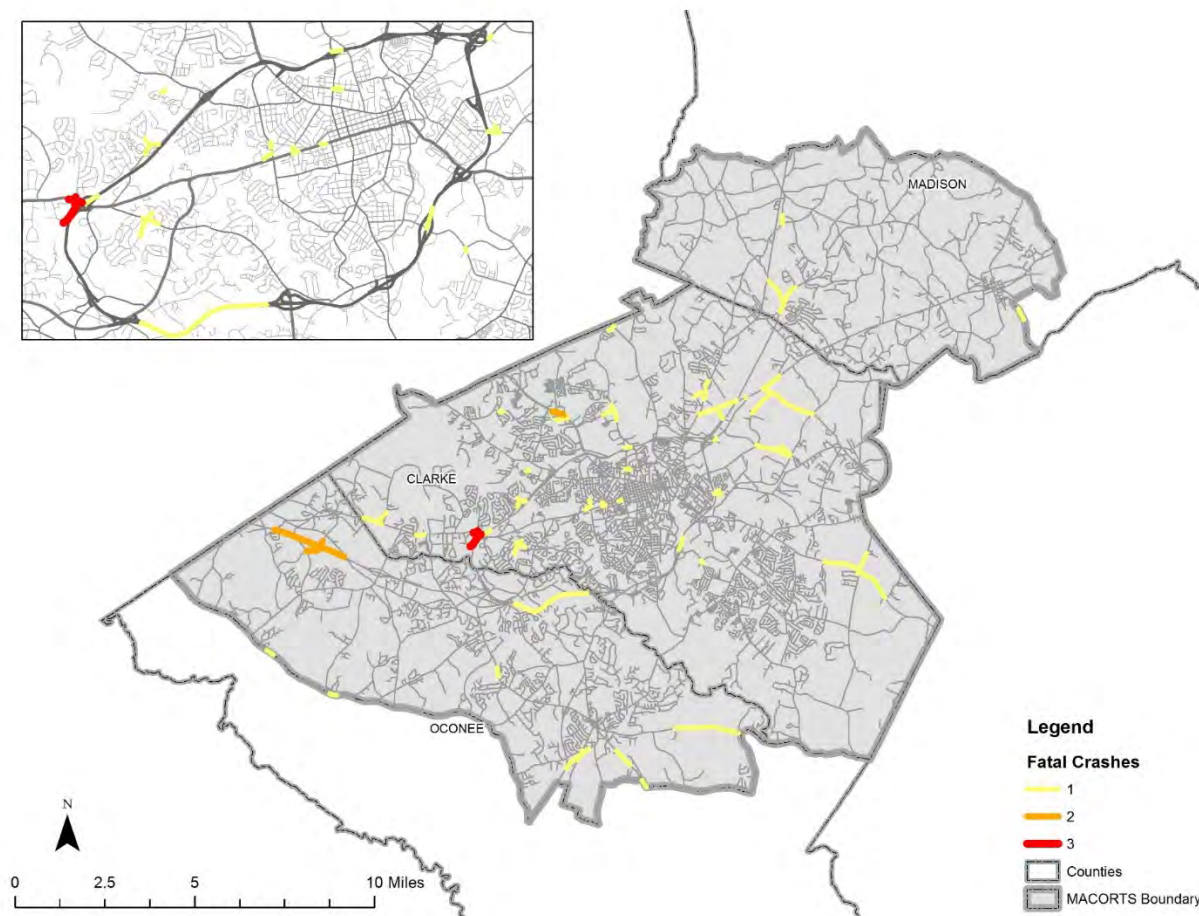 MADISON
CLARKE
OCONEE
N
0 2.5 5 10 Miles
Legend
Fatal Crashes
1
2
3
Counties
MACORTS Boundary